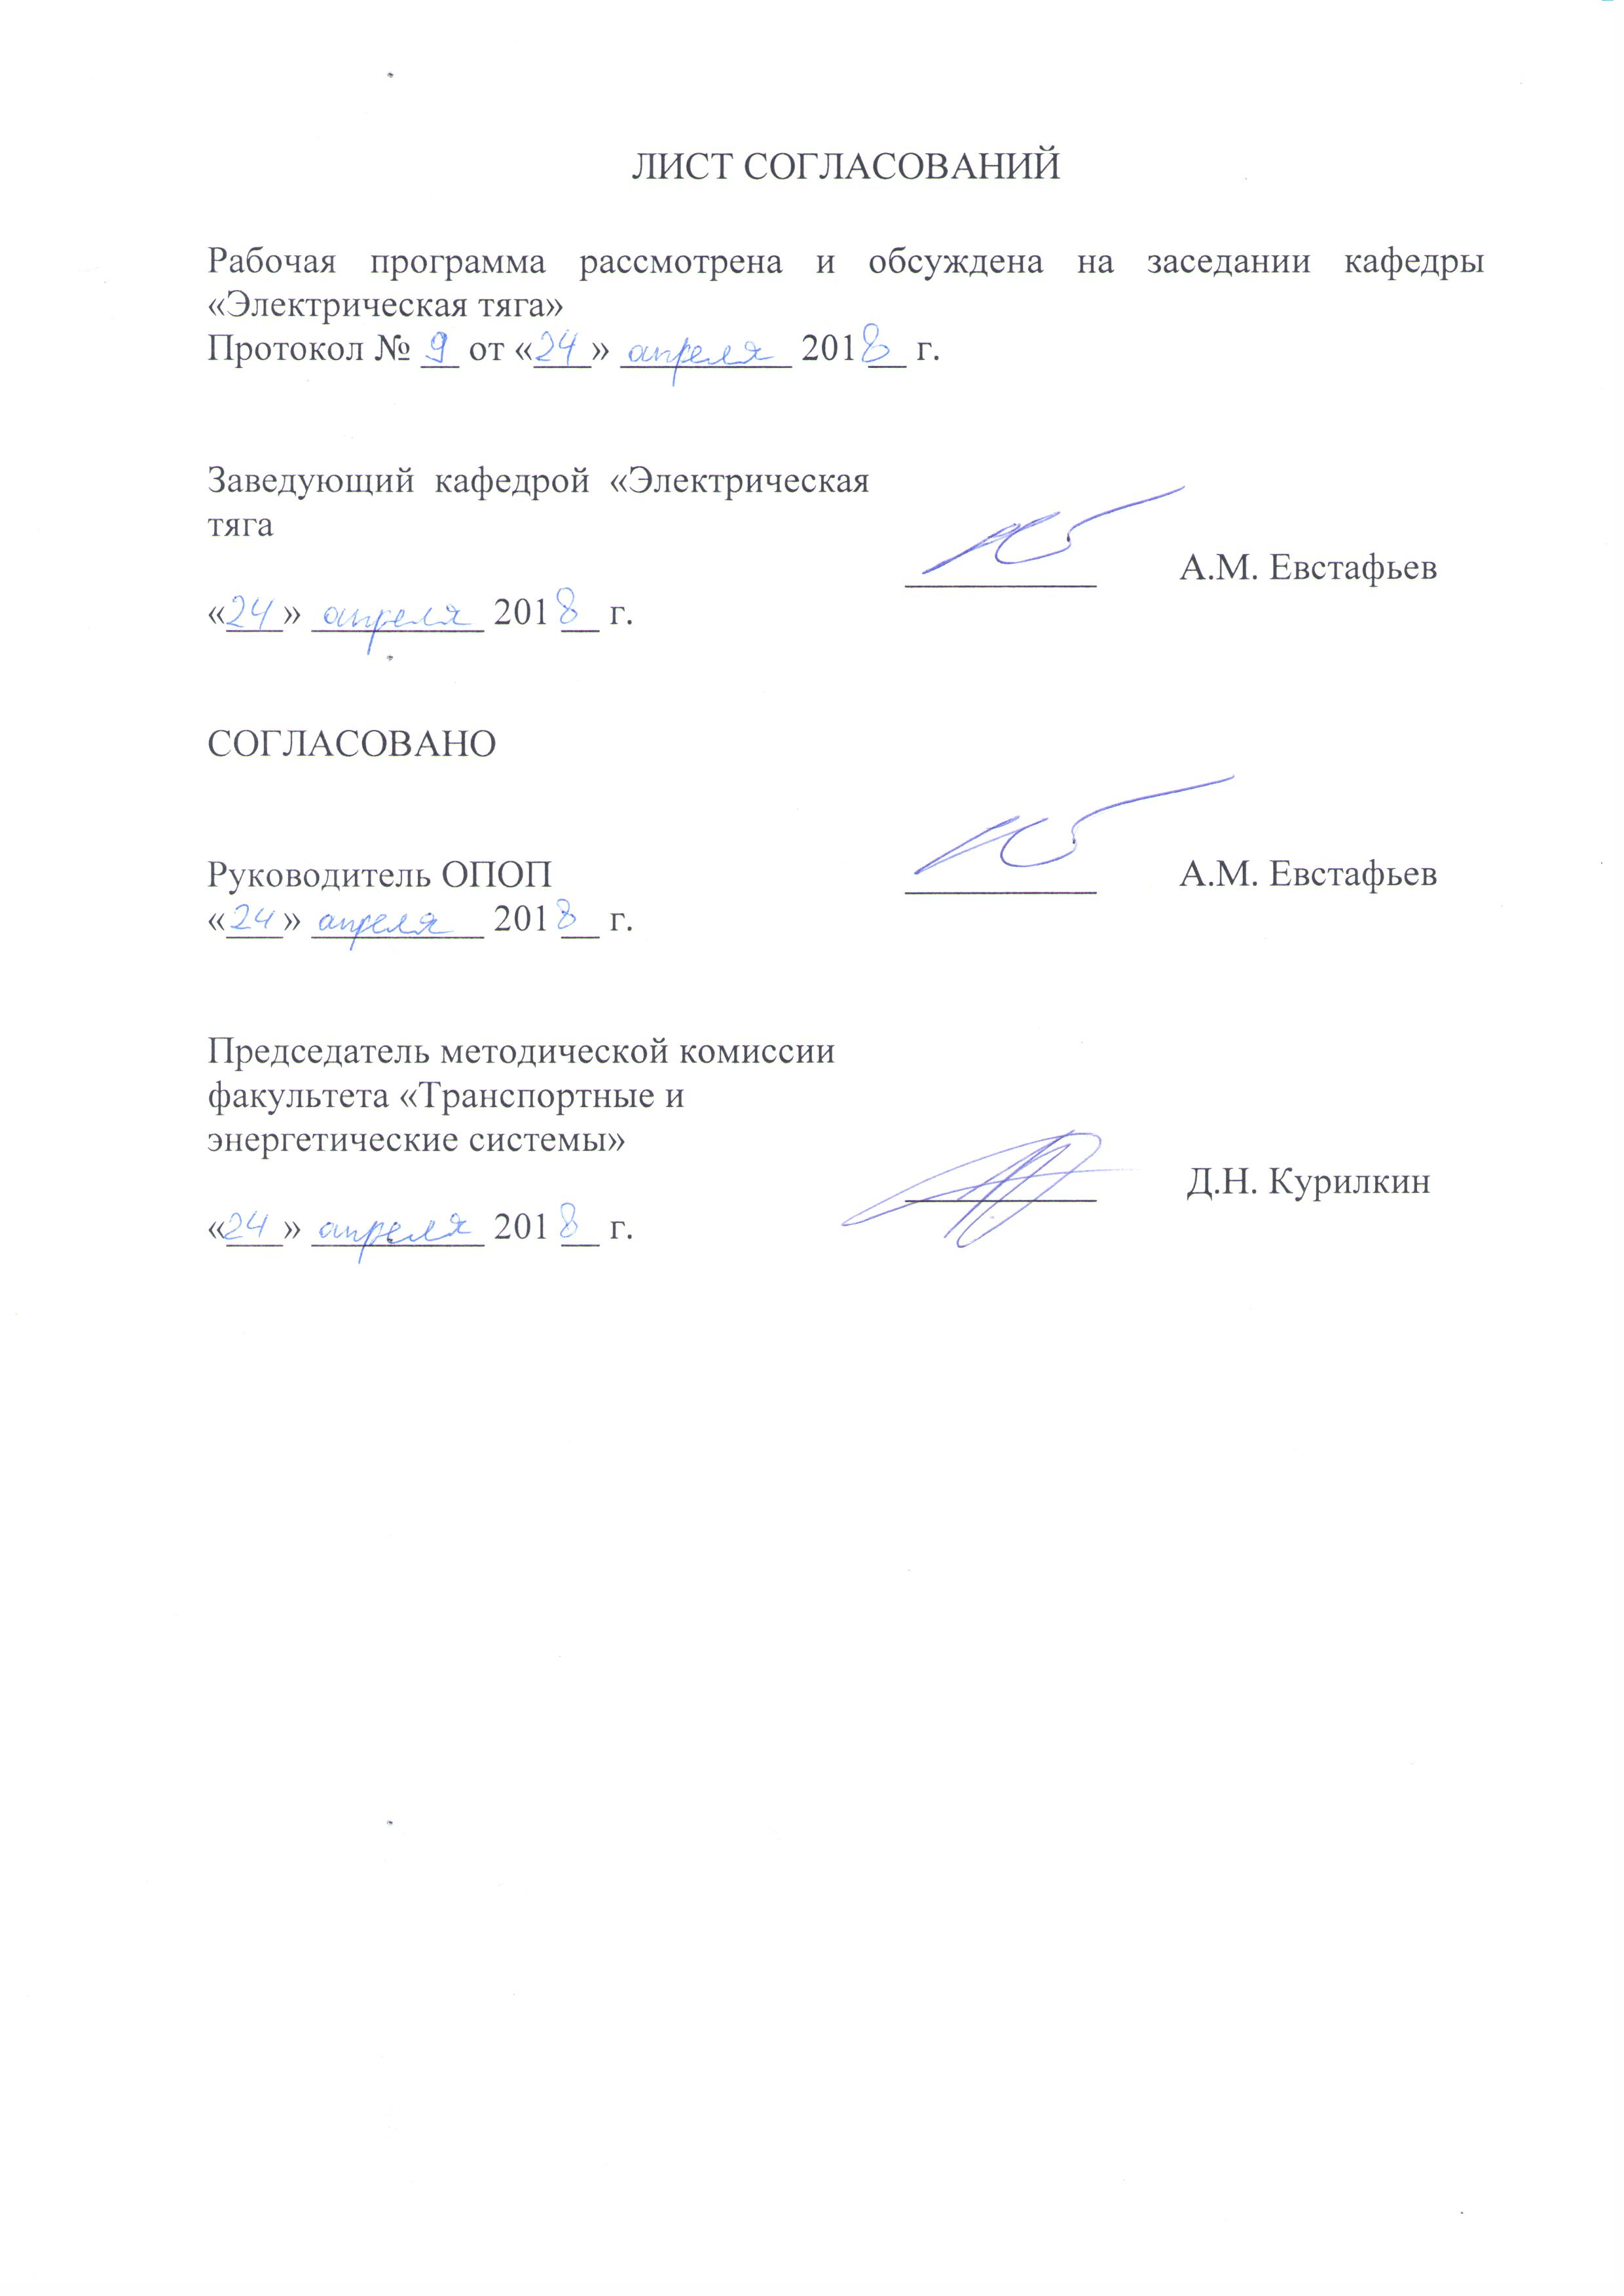 ЛИСТ СОГЛАСОВАНИЙ
Рабочая программа рассмотрена и обсуждена на заседании кафедры
«Электрическая тяга»
Протокол № 9 от «24» апреля 2018 г.
Заведующий кафедрой «Электрическая
тяга
А.М. Евстафьев
«24» апреля 2018 г.
СОГЛАСОВАНО
Руководитель ОПОП А.М. Евстафьев
«24» апреля 2018 г.
Председатель методической комиссии
факультета «Транспортные и
энергетические системы»
Д.Н. Курилкин
«24» апреля 2018 г.